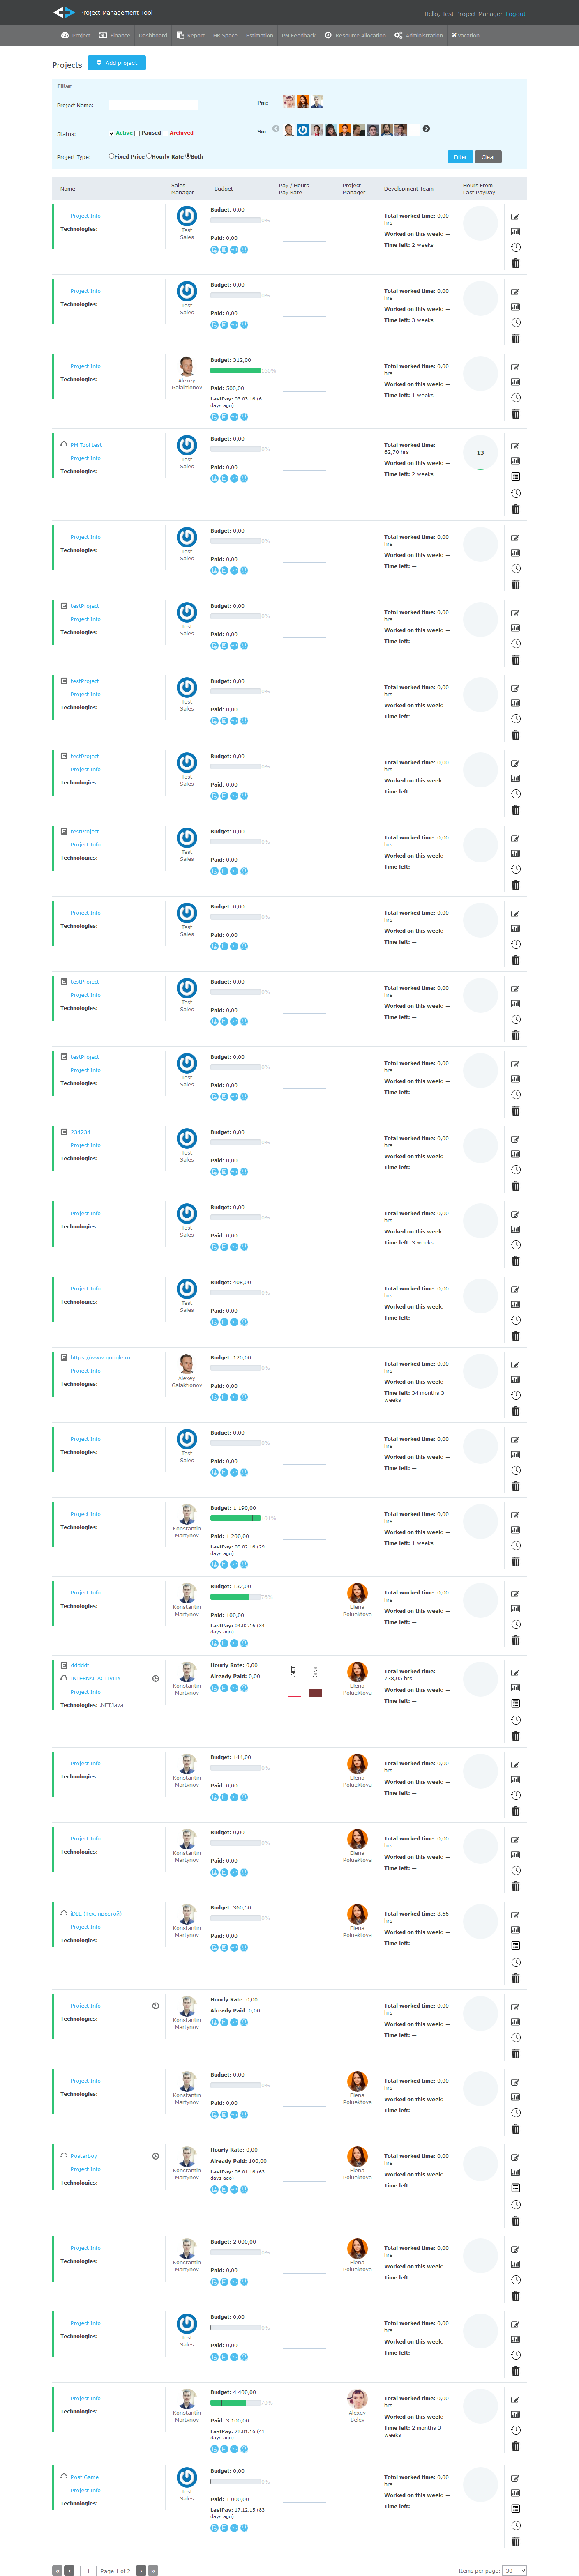 Project Management Tool
Hello, Test Project Manager Logout
Project Finance Dashboard Report HR Space Estimation PM Feedback Resource Allocation Administration Vacation
Projects Add project
Filter
Project Name: Pm:
Status: Active Paused Archived Sm:
Project Type: Fixed Price Hourly Rate Both Filter Clear
Name Sales Manager Budget Pay / Hours Pay Rate Project Manager Development Team Hours From Last PayDay
Project Info
Technologies:
Test Sales
Budget: 0,00
0%
Paid: 0,00
Total worked time: 0,00 hrs
Worked on this week: —
Time left: 2 weeks
Project Info
Technologies:
Test Sales
Budget: 0,00
0%
Paid: 0,00
Total worked time: 0,00 hrs
Worked on this week: —
Time left: 3 weeks
Project Info
Technologies:
Alexey Galaktionov
Budget: 312,00
Paid: 500,00
LastPay: 03.03.16 (6 days ago)
Total worked time: 0,00 hrs
Worked on this week: —
Time left: 1 weeks
PM Tool test
Project Info
Technologies:
Test Sales
Budget: 0,00
0%
Paid: 0,00
Total worked time: 62,70 hrs
Worked on this week: —
Time left: 2 weeks
13
Project Info
Technologies:
Test Sales
Budget: 0,00
0%
Paid: 0,00
Total worked time: 0,00 hrs
Worked on this week: —
Time left: —
testProject
Project Info
Technologies:
Test Sales
Budget: 0,00
0%
Paid: 0,00
Total worked time: 0,00 hrs
Worked on this week: —
Time left: —
testProject
Project Info
Technologies:
Test Sales
Budget: 0,00
0%
Paid: 0,00
Total worked time: 0,00 hrs
Worked on this week: —
Time left: —
testProject
Project Info
Technologies:
Test Sales
Budget: 0,00
0%
Paid: 0,00
Total worked time: 0,00 hrs
Worked on this week: —
Time left: —
testProject
Project Info
Technologies:
Test Sales
Budget: 0,00
0%
Paid: 0,00
Total worked time: 0,00 hrs
Worked on this week: —
Time left: —
Project Info
Technologies:
Test Sales
Budget: 0,00
0%
Paid: 0,00
Total worked time: 0,00 hrs
Worked on this week: —
Time left: —
testProject
Project Info
Technologies:
Test Sales
Budget: 0,00
0%
Paid: 0,00
Total worked time: 0,00 hrs
Worked on this week: —
Time left: —
testProject
Project Info
Technologies:
Test Sales
Budget: 0,00
0%
Paid: 0,00
Total worked time: 0,00 hrs
Worked on this week: —
Time left: —
234234
Project Info
Technologies:
Test Sales
Budget: 0,00
0%
Paid: 0,00
Total worked time: 0,00 hrs
Worked on this week: —
Time left: —
Project Info
Technologies:
Test Sales
Budget: 0,00
0%
Paid: 0,00
Total worked time: 0,00 hrs
Worked on this week: —
Time left: 3 weeks
Project Info
Technologies:
Test Sales
Budget: 408,00
0%
Paid: 0,00
Total worked time: 0,00 hrs
Worked on this week: —
Time left: —
https://www.google.ru
Project Info
Technologies:
Alexey Galaktionov
Budget: 120,00
0%
Paid: 0,00
Total worked time: 0,00 hrs
Worked on this week: —
Time left: 34 months 3 weeks
Project Info
Technologies:
Test Sales
Budget: 0,00
0%
Paid: 0,00
Total worked time: 0,00 hrs
Worked on this week: —
Time left: —
Project Info
Technologies:
Konstantin Martynov
Budget: 1 190,00
101%
Paid: 1 200,00
LastPay: 09.02.16 (29 days ago)
Total worked time: 0,00 hrs
Worked on this week: —
Time left: 1 weeks
Project Info
Technologies:
Konstantin Martynov
Budget: 132,00
76%
Paid: 100,00
LastPay: 04.02.16 (34 days ago)
Elena Poluektova
Total worked time: 0,00 hrs
Worked on this week: —
Time left: —
dddddf
INTERNAL ACTIVITY
Project Info
Technologies: .NET,Java
Konstantin Martynov
Hourly Rate: 0,00
Already Paid: 0,00
.NET Java
Elena Poluektova
Total worked time: 738,05 hrs
Worked on this week: —
Time left: —
Project Info
Technologies:
Konstantin Martynov
Budget: 144,00
0%
Paid: 0,00
Elena Poluektova
Total worked time: 0,00 hrs
Worked on this week: —
Time left: —
Project Info
Technologies:
Konstantin Martynov
Budget: 0,00
0%
Paid: 0,00
Elena Poluektova
Total worked time: 0,00 hrs
Worked on this week: —
Time left: —
iDLE (Тех. простой)
Project Info
Technologies:
Konstantin Martynov
Budget: 360,50
0%
Paid: 0,00
Elena Poluektova
Total worked time: 8,66 hrs
Worked on this week: —
Time left: —
Project Info
Technologies:
Konstantin Martynov
Hourly Rate: 0,00
Already Paid: 0,00
Total worked time: 0,00 hrs
Worked on this week: —
Time left: —
Project Info
Technologies:
Konstantin Martynov
Budget: 0,00
0%
Paid: 0,00
Elena Poluektova
Total worked time: 0,00 hrs
Worked on this week: —
Time left: —
Postarboy
Project Info
Technologies:
Konstantin Martynov
Hourly Rate: 0,00
Already Paid: 100,00
LastPay: 06.01.16 (63 days ago)
Elena Poluektova
Total worked time: 0,00 hrs
Worked on this week: —
Time left: —
Project Info
Technologies:
Konstantin Martynov
Budget: 2 000,00
0%
Paid: 0,00
Elena Poluektova
Total worked time: 0,00 hrs
Worked on this week: —
Time left: —
Project Info
Technologies:
Test Sales
Budget: 0,00
0%
Paid: 0,00
Total worked time: 0,00 hrs
Worked on this week: —
Time left: —
Project Info
Technologies:
Konstantin Martynov
Budget: 4 400,00
70%
Paid: 3 100,00
LastPay: 28.01.16 (41 days ago)
Alexey Belov
Total worked time: 0,00 hrs
Worked on this week: —
Time left: 2 months 3 weeks
Post Game
Project Info
Technologies:
Test Sales
Budget: 0,00
0%
Paid: 1 000,00
LastPay: 17.12.15 (83 days ago)
Total worked time: 0,00 hrs
Worked on this week: —
Time left: —
1 Page 1 of 2 Items per page: 30